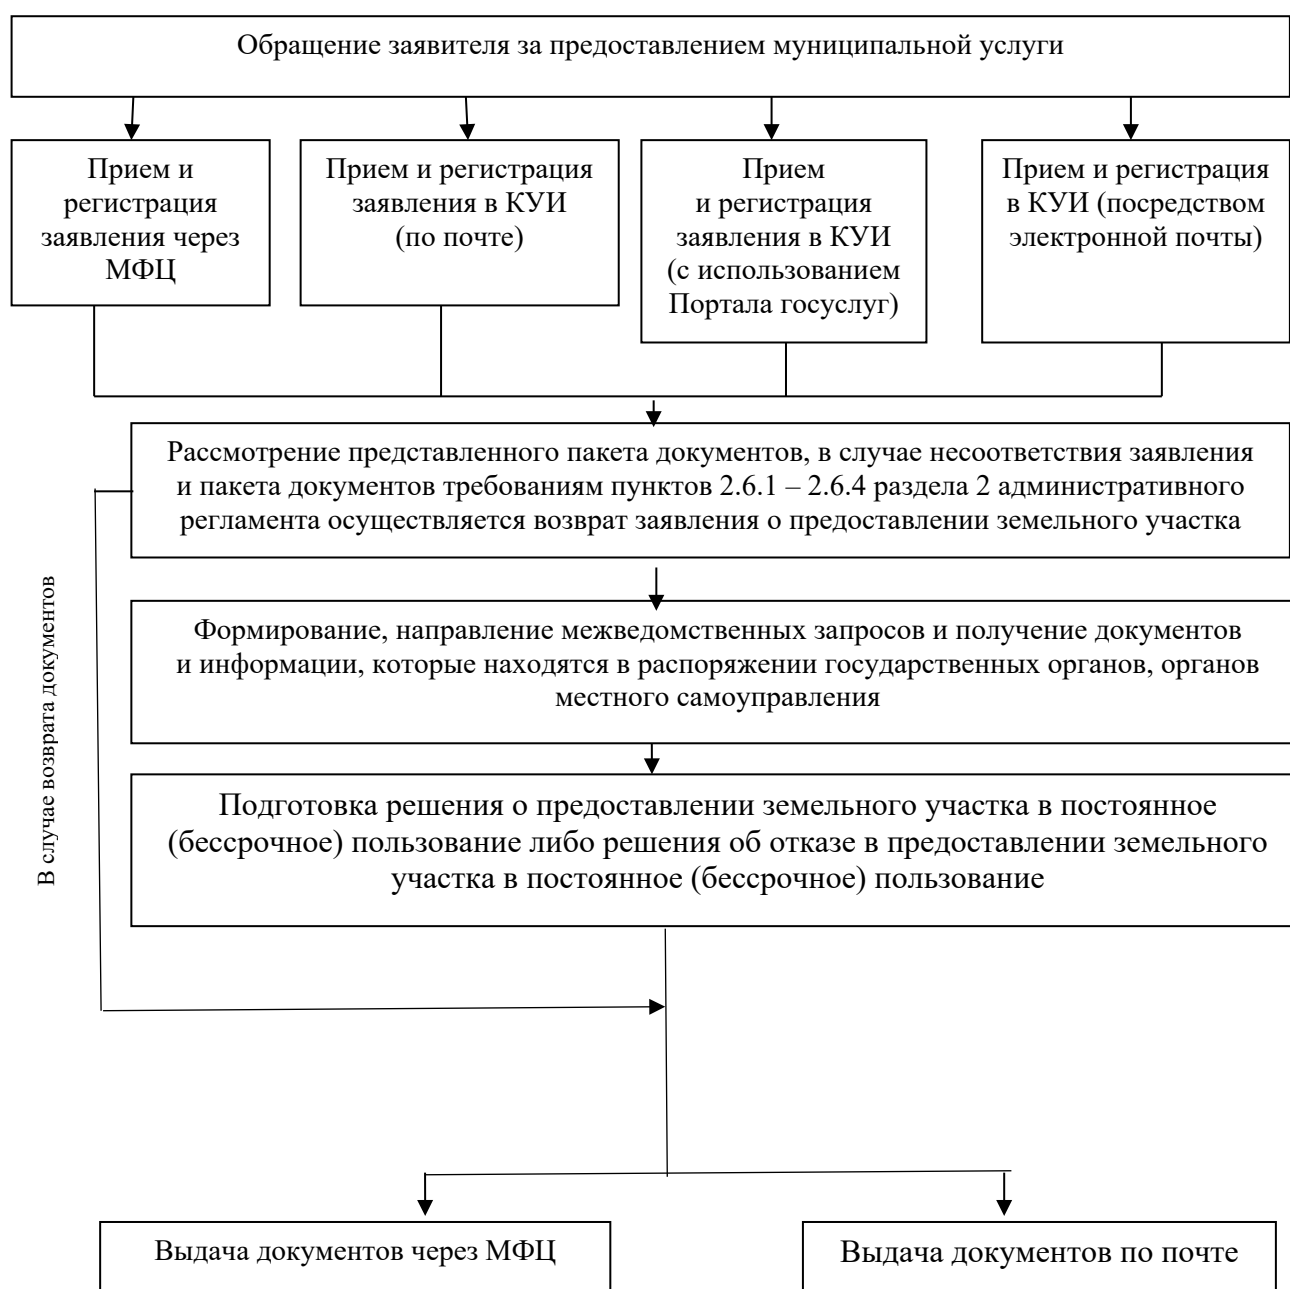 Обращение заявителя за предоставлением муниципальной услуги
Прием и
регистрация
заявления через
МФЦ
Прием и регистрация
заявления в КУИ
(по почте)
Прием
и регистрация
заявления в КУИ
(с использованием
Портала госуслуг)
Прием и регистрация
в КУИ (посредством
электронной почты)
Рассмотрение представленного пакета документов, в случае несоответствия заявления
и пакета документов требованиям пунктов 2.6.1 – 2.6.4 раздела 2 административного
регламента осуществляется возврат заявления о предоставлении земельного участка
В случае возврата документов
Формирование, направление межведомственных запросов и получение документов
и информации, которые находятся в распоряжении государственных органов, органов
местного самоуправления
Подготовка решения о предоставлении земельного участка в постоянное
(бессрочное) пользование либо решения об отказе в предоставлении земельного
участка в постоянное (бессрочное) пользование
Выдача документов через МФЦ
Выдача документов по почте